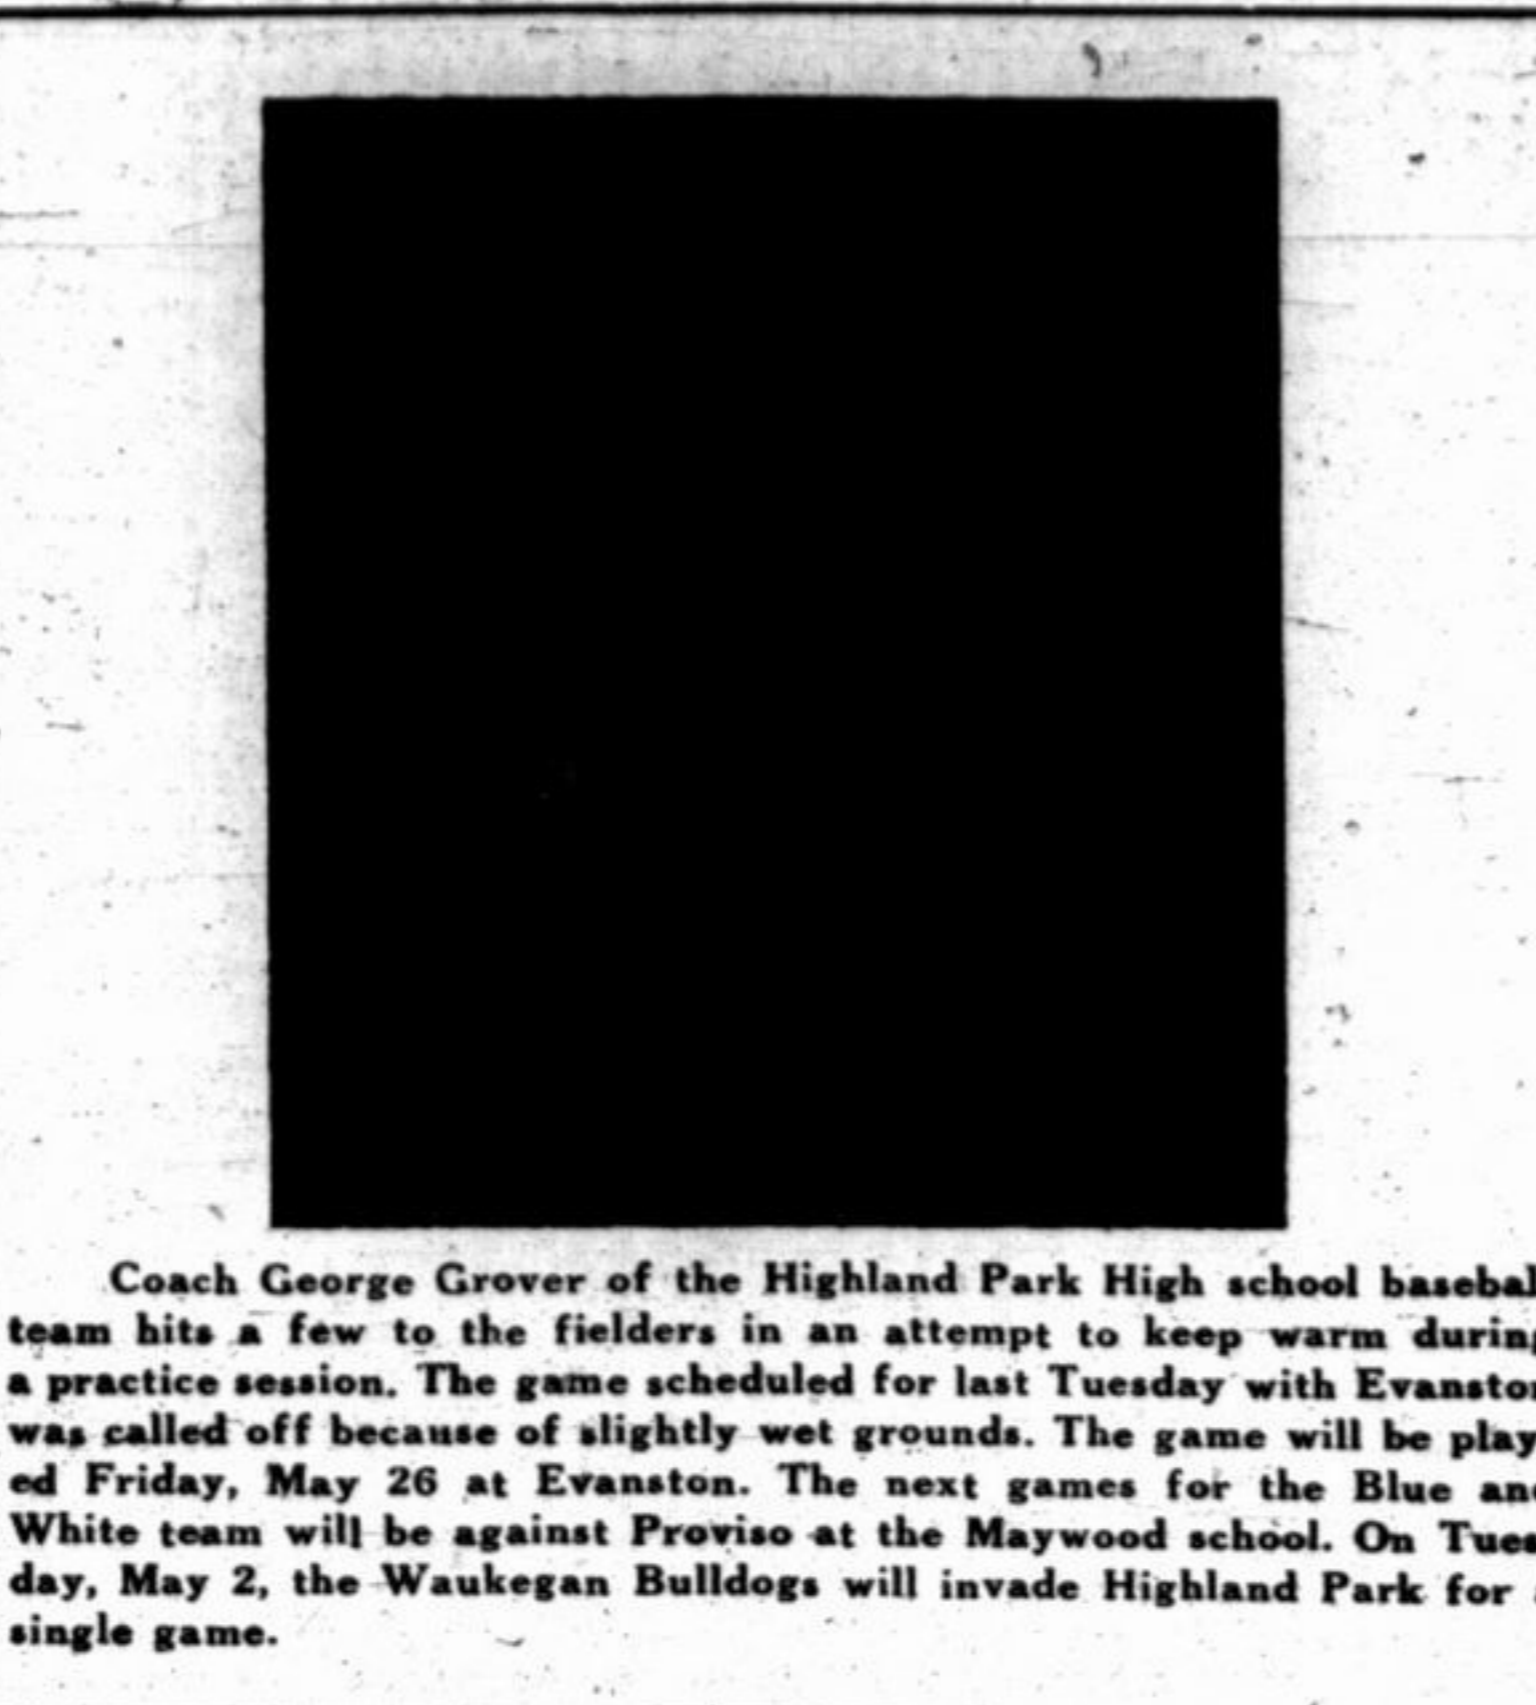 Coach George Grover of the Highland Park High school basebal
team hits a few to the fielders in an attempt to keep warm during
a practice session. The game scheduled for last Tuesday with Evanston
was called off because of slightly wet grounds. The game will be play-
ed Friday, May 26 at Evanston. The next games for the Blue and
White team will be against Proviso at the Maywood school. On Tues
day, May 2, the Waukegan Bulldogs will invade Highland Park for a
single game.